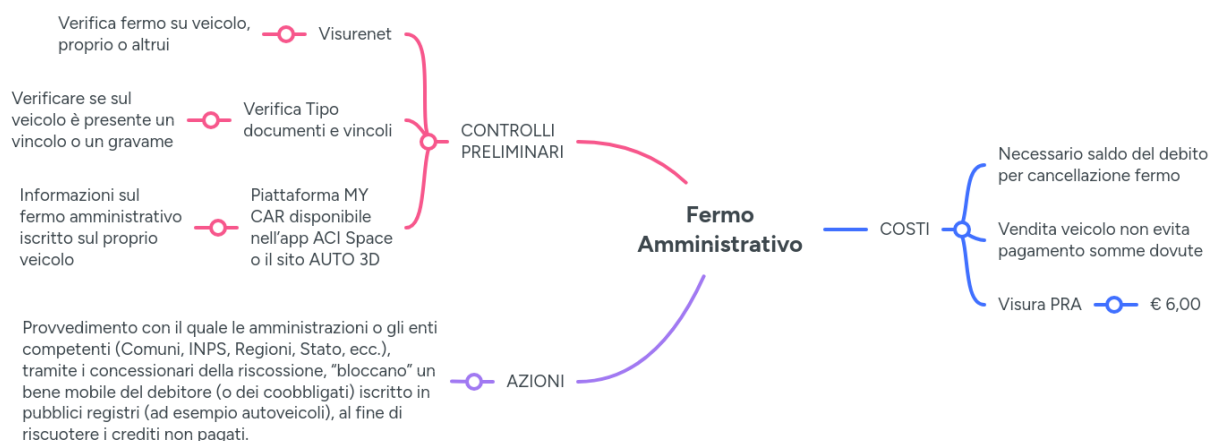 Verifica fermo su veicolo,
proprio o altrui
Visurenet
Verificare se sul
veicolo è presente un
vincolo o un gravame
Verifica Tipo
documenti e vincoli
Informazioni sul
fermo amministrativo
iscritto sul proprio
veicolo
Piattaforma MY
CAR disponibile
nell'app ACI Space
o il sito AUTO 3D
CONTROLLI
PRELIMINARI
Fermo
Amministrativo
COSTI
Necessario saldo del debito
per cancellazione fermo
Vendita veicolo non evita
pagamento somme dovute
Visura PRA
€ 6,00
Provvedimento con il quale le amministrazioni o gli enti
competenti (Comuni, INPS, Regioni, Stato, ecc.),
tramite i concessionari della riscossione, "bloccano" un
bene mobile del debitore (o dei coobbligati) iscritto in
pubblici registri (ad esempio autoveicoli), al fine di
riscuotere i crediti non pagati.
AZIONI